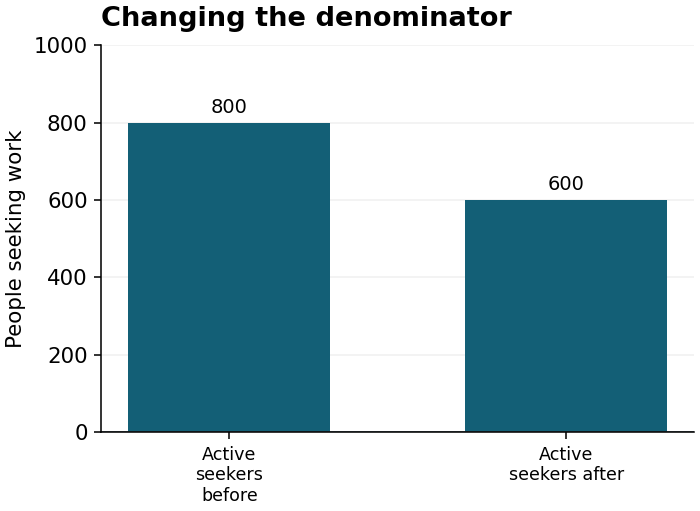 Changing the denominator
People seeking work
1000
800
600
400
200
0
800
600
Active
seekers
before
Active
seekers after